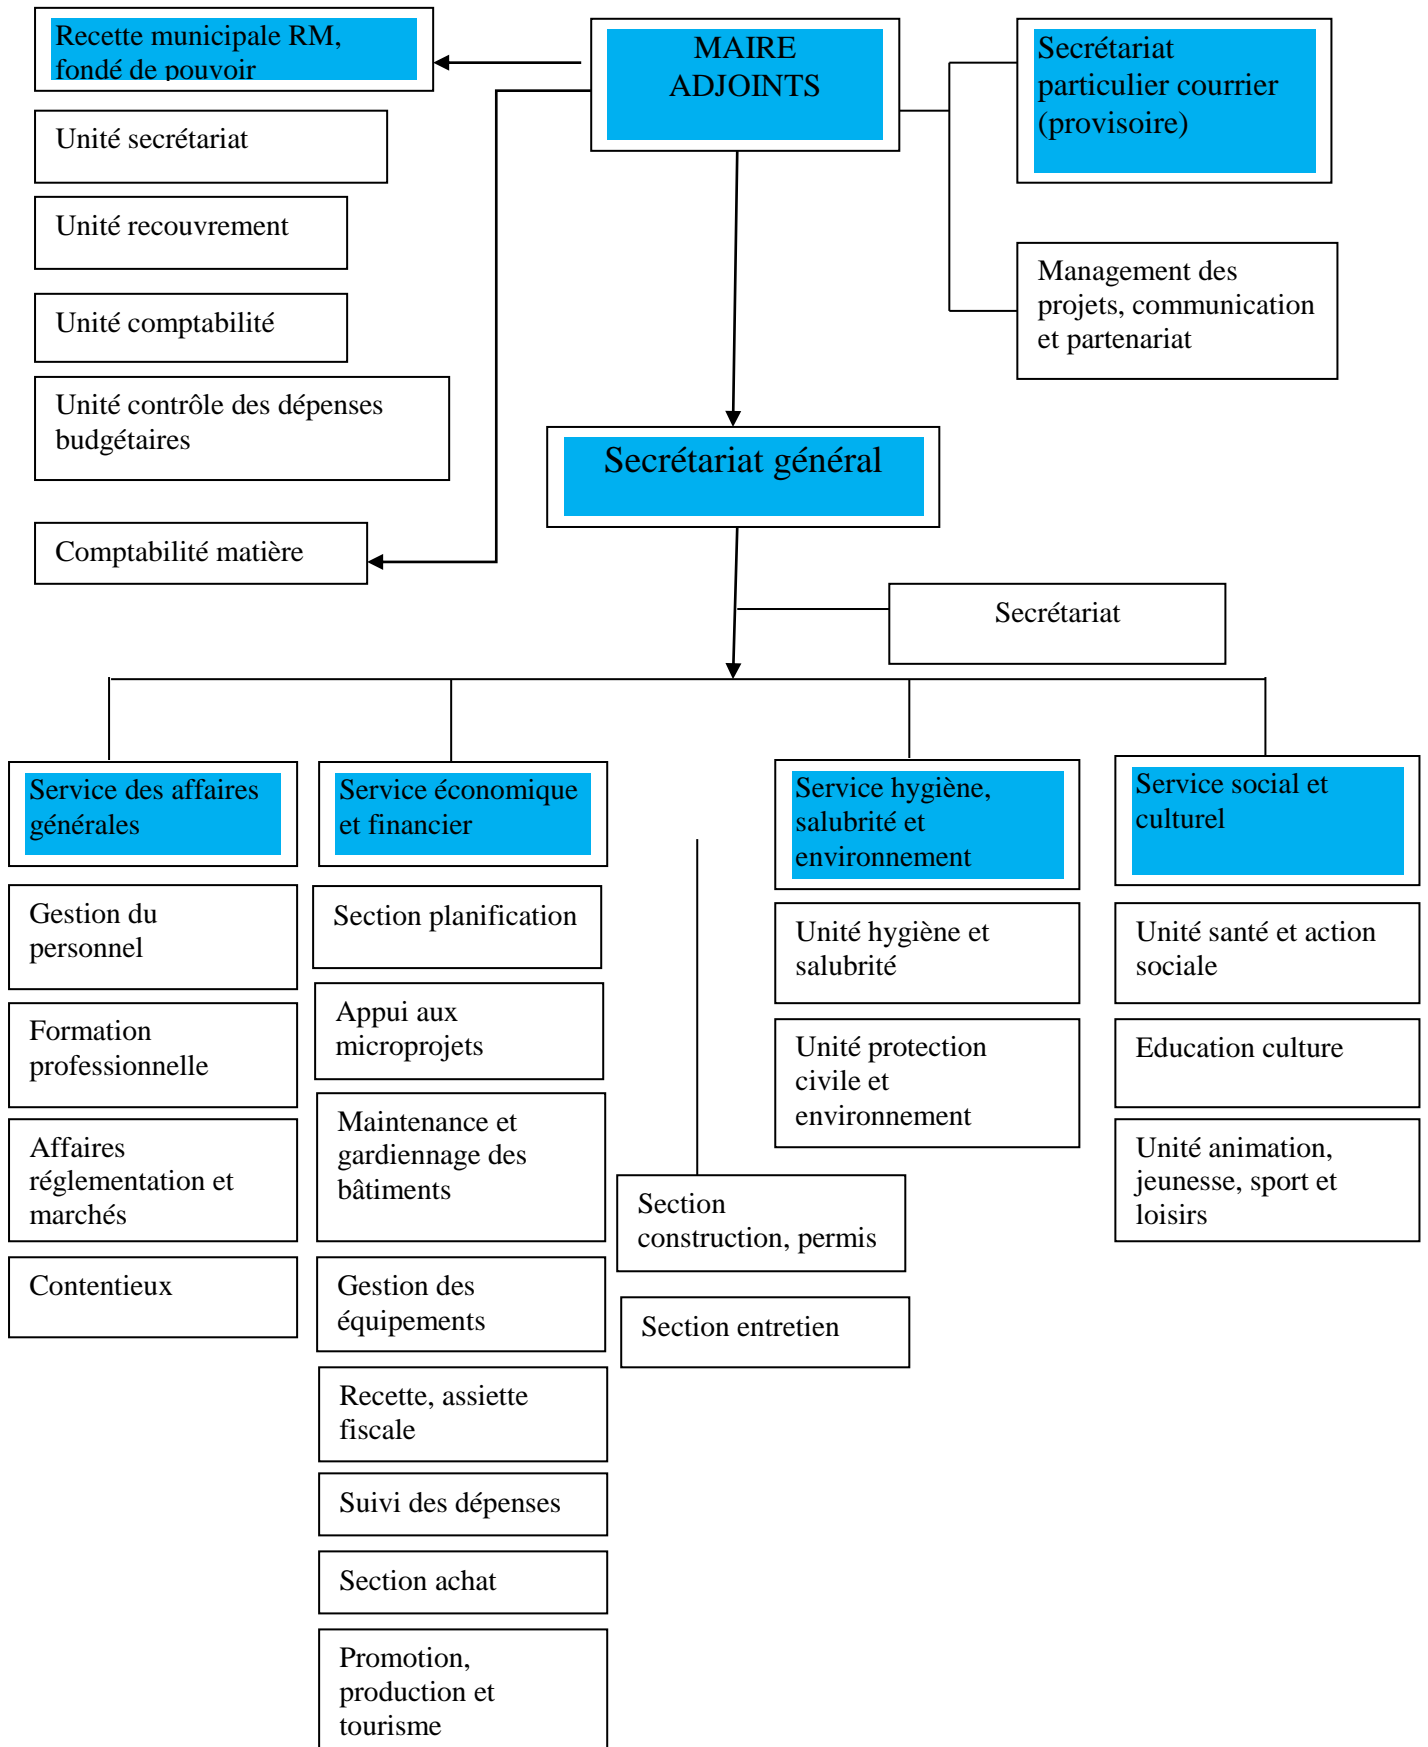 Recette municipale RM,
fondé de pouvoir
MAIRE
ADJOINTS
Secrétariat
particulier courrier
(provisoire)
Unité secrétariat
Unité recouvrement
Unité comptabilité
Unité contrôle des dépenses
budgétaires
Comptabilité matière
Management des
projets, communication
et partenariat
Secrétariat général
Secrétariat
Service des affaires
générales
Gestion du
personnel
Formation
professionnelle
Affaires
réglementation et
marchés
Contentieux
Service économique
et financier
Section planification
Appui aux
microprojets
Maintenance et
gardiennage des
bâtiments
Gestion des
équipements
Recette, assiette
fiscale
Suivi des dépenses
Section achat
Promotion,
production et
tourisme
Section
construction, permis
Section entretien
Service hygiène,
salubrité et
environnement
Unité hygiène et
salubrité
Unité protection
civile et
environnement
Service social et
culturel
Unité santé et action
sociale
Education culture
Unité animation,
jeunesse, sport et
loisirs